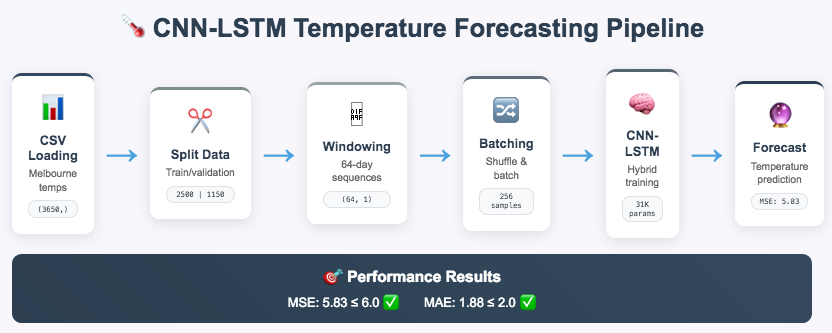 🌡️ CNN-LSTM Temperature Forecasting Pipeline
CSV
Loading
Melbourne
temps
(3650,)
Split Data
Train/validation
2500 | 1150
Windowing
64-day
sequences
(64, 1)
Batching
Shuffle &
batch
256
samples
CNN-
LSTM
Hybrid
training
31K
params
Forecast
Temperature
prediction
MSE: 5.83
🎯 Performance Results
MSE: 5.83 ≤ 6.0 ✅ MAE: 1.88 ≤ 2.0 ✅